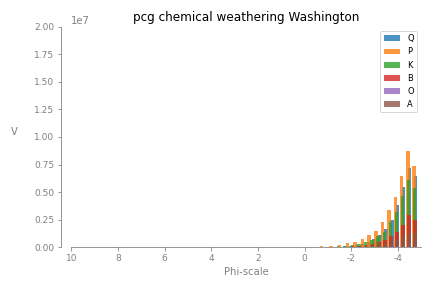 pcg chemical weathering Washington
1e7
2.00
1.75
1.50
1.25
1.00
0.75
0.50
0.25
0.00
V
Q
P
K
B
O
A
10 8 6 4 2 0 -2 -4
Phi-scale